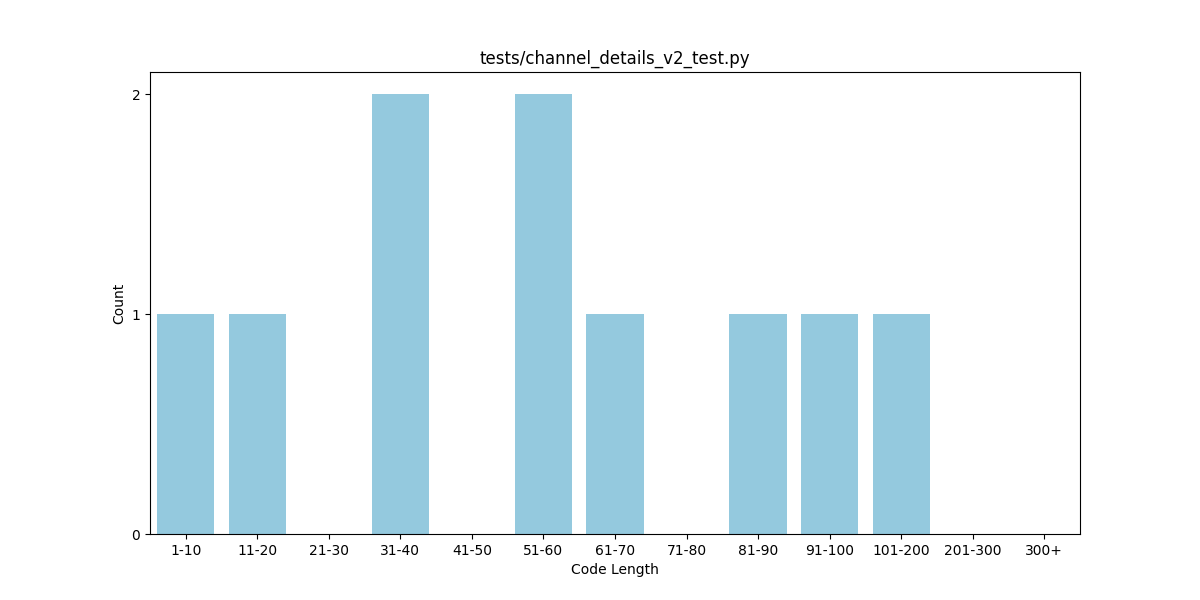 tests/channel_details_v2_test.py
Count
2
1
0
1-10 11-20 21-30 31-40 41-50 51-60 61-70 71-80 81-90 91-100 101-200 201-300 300+
Code Length